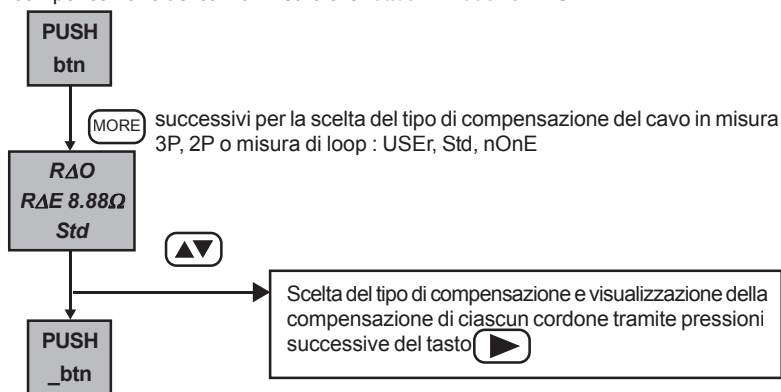 PUSH
btn
MORE successivi per la scelta del tipo di compensazione del cavo in misura
3P, 2P o misura di loop : USEr, Std, nOnE
RΔO
RΔE 8.88Ω
Std
Scelta del tipo di compensazione e visualizzazione della
compensazione di ciascun cordone tramite pressioni
successive del tasto
PUSH
_btn